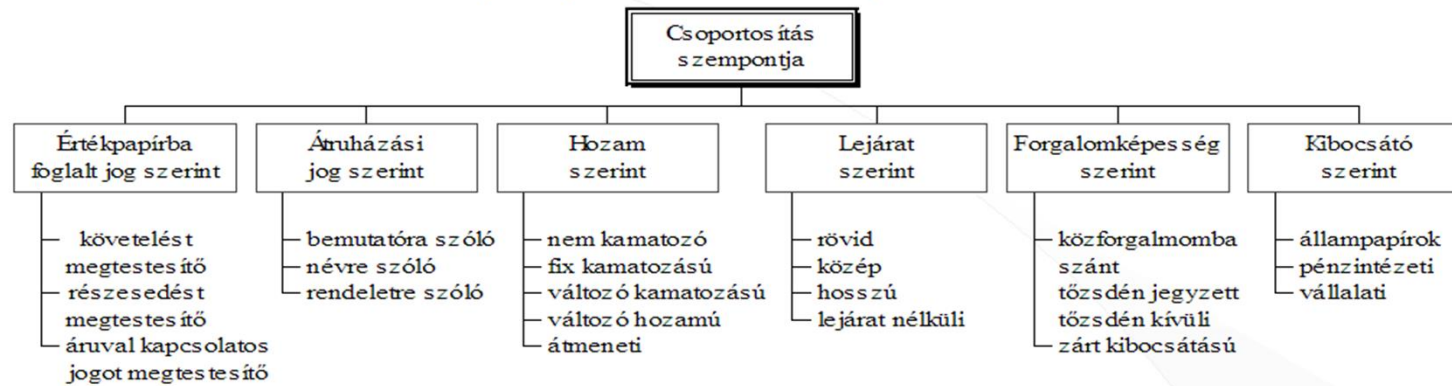 Csoportosítás
szempontja
Értékpapírba
foglalt jog szerint
követelést
megtestesítő
részesedést
megtestesítő
áruval kapcsolatos
jogot megtestesítő
Átruházási
jog szerint
bemutatóra szóló
névre szóló
rendeletre szóló
Hozam
szerint
nem kamatozó
fix kamatozású
változó kamatozású
változó hozamú
átmeneti
Lejárat
szerint
rövid
közép
hosszú
lejárat nélküli
Forgalomképesség
szerint
közforgalmomba
szánt
tőzsdén jegyzett
tőzsdén kívüli
zárt kibocsátású
Kibocsátó
szerint
állampapírok
pénzintézeti
vállalati